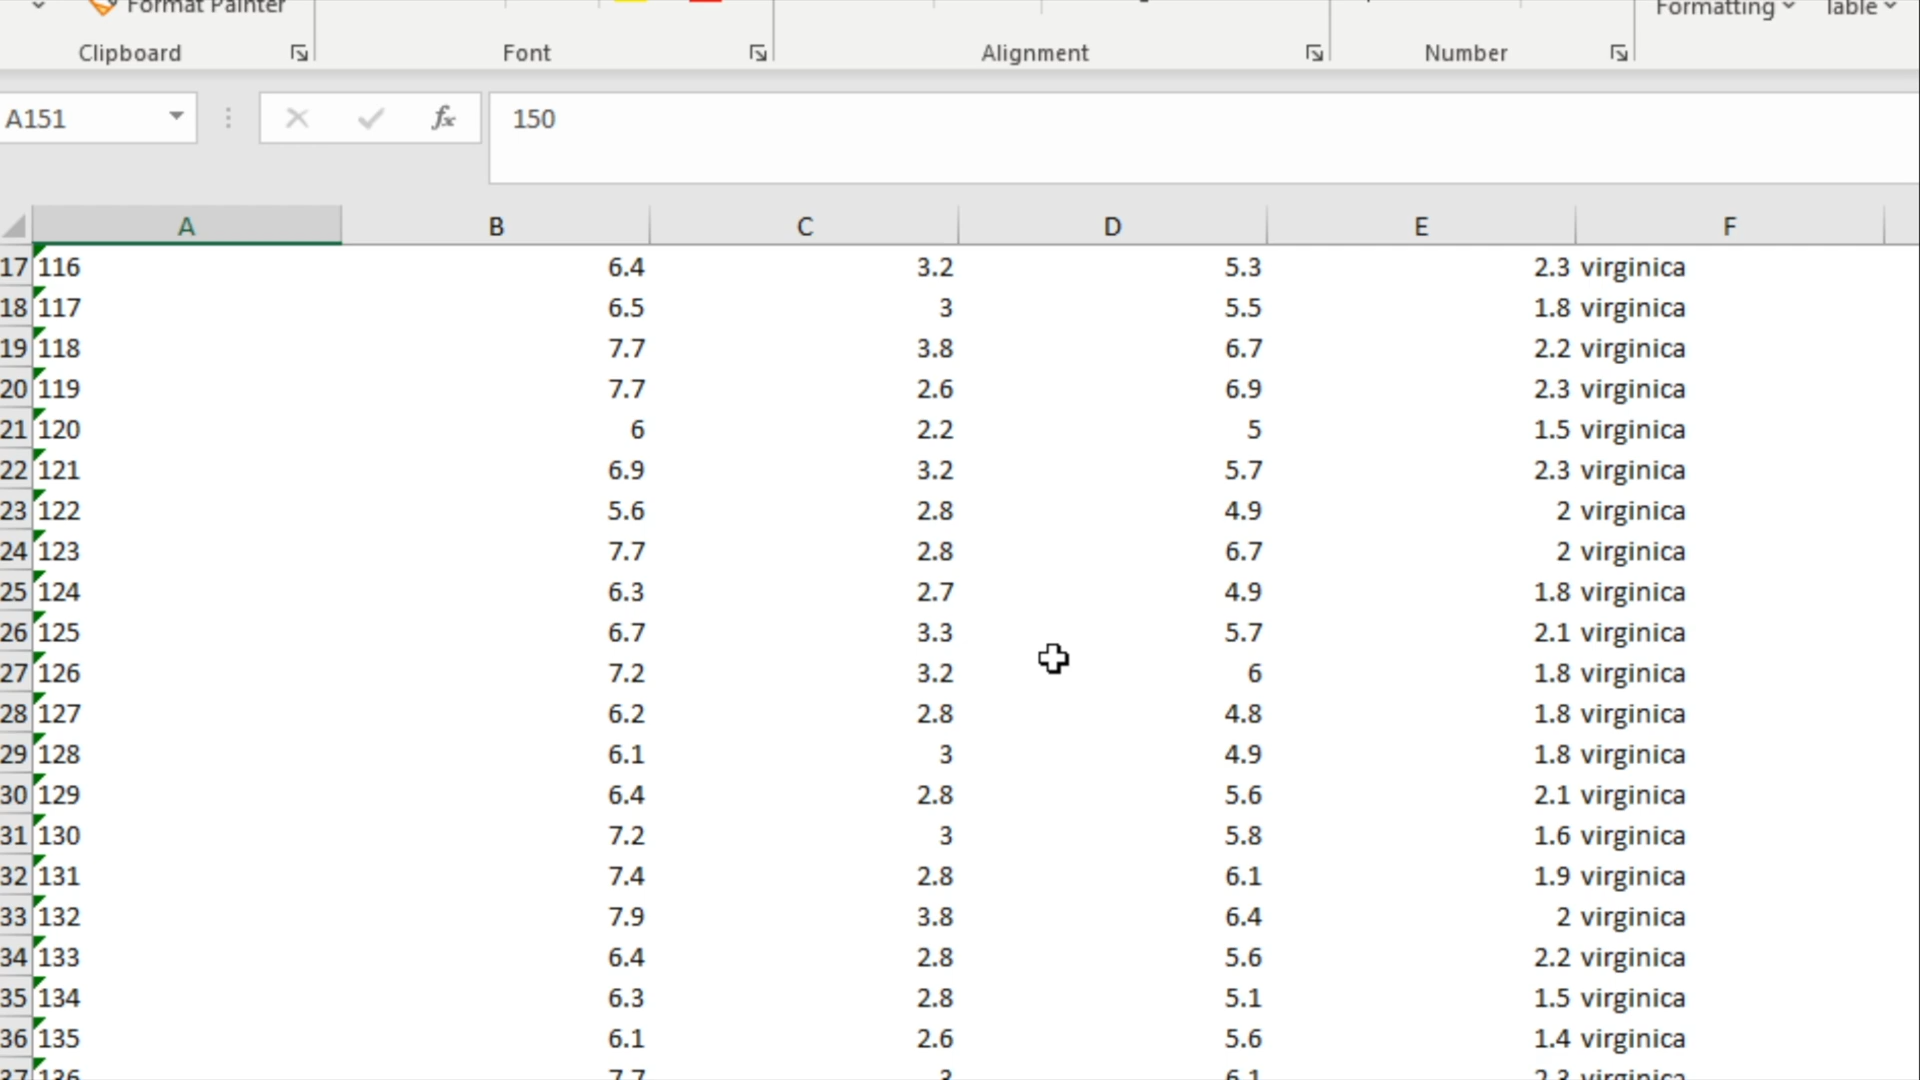 Format Painter
Formatting Table
Clipboard Font Alignment Number
A151 fx 150
A B C D E F
17 116 6.4 3.2 5.3 2.3 virginica
18 117 6.5 3 5.5 1.8 virginica
19 118 7.7 3.8 6.7 2.2 virginica
20 119 7.7 2.6 6.9 2.3 virginica
21 120 6 2.2 5 1.5 virginica
22 121 6.9 3.2 5.7 2.3 virginica
23 122 5.6 2.8 4.9 2 virginica
24 123 7.7 2.8 6.7 2 virginica
25 124 6.3 2.7 4.9 1.8 virginica
26 125 6.7 3.3 5.7 2.1 virginica
27 126 7.2 3.2 6 1.8 virginica
28 127 6.2 2.8 4.8 1.8 virginica
29 128 6.1 3 4.9 1.8 virginica
30 129 6.4 2.8 5.6 2.1 virginica
31 130 7.2 3 5.8 1.6 virginica
32 131 7.4 2.8 6.1 1.9 virginica
33 132 7.9 3.8 6.4 2 virginica
34 133 6.4 2.8 5.6 2.2 virginica
35 134 6.3 2.8 5.1 1.5 virginica
36 135 6.1 2.6 5.6 1.4 virginica
37 136 7.7 3 6.1 2.3 virginica